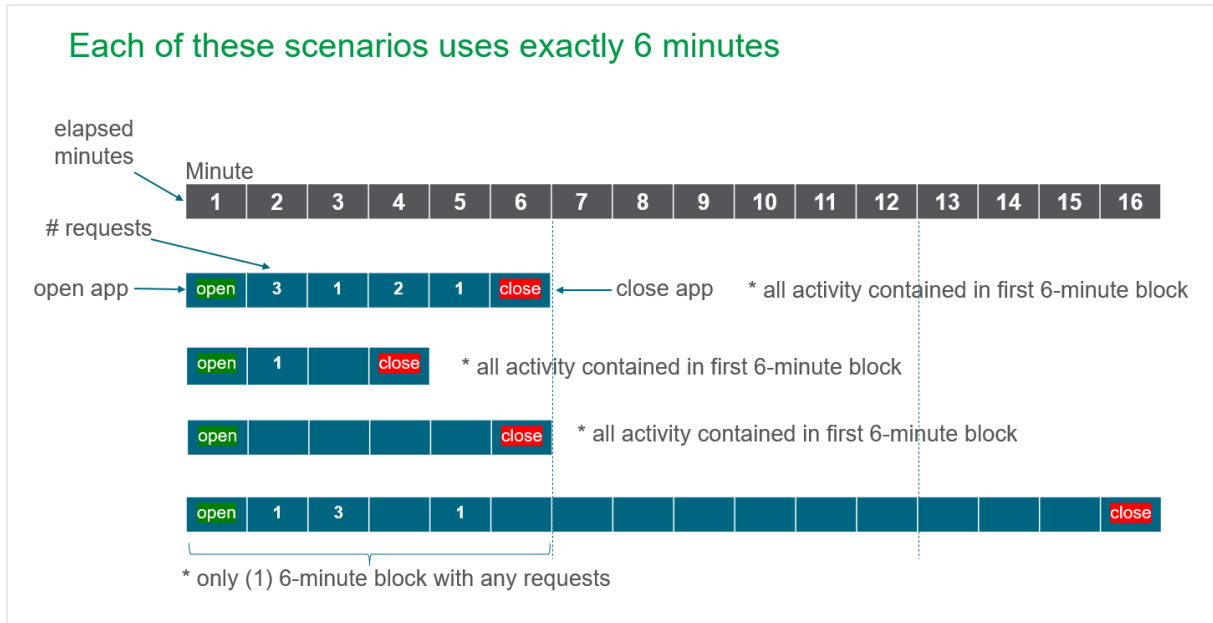 Each of these scenarios uses exactly 6 minutes
elapsed
minutes
Minute
1 2 3 4 5 6 7 8 9 10 11 12 13 14 15 16
# requests
open app
open 3 1 2 1 close
close app
* all activity contained in first 6-minute block
open 1 close
* all activity contained in first 6-minute block
open close
* all activity contained in first 6-minute block
open 1 3 1 close
* only (1) 6-minute block with any requests